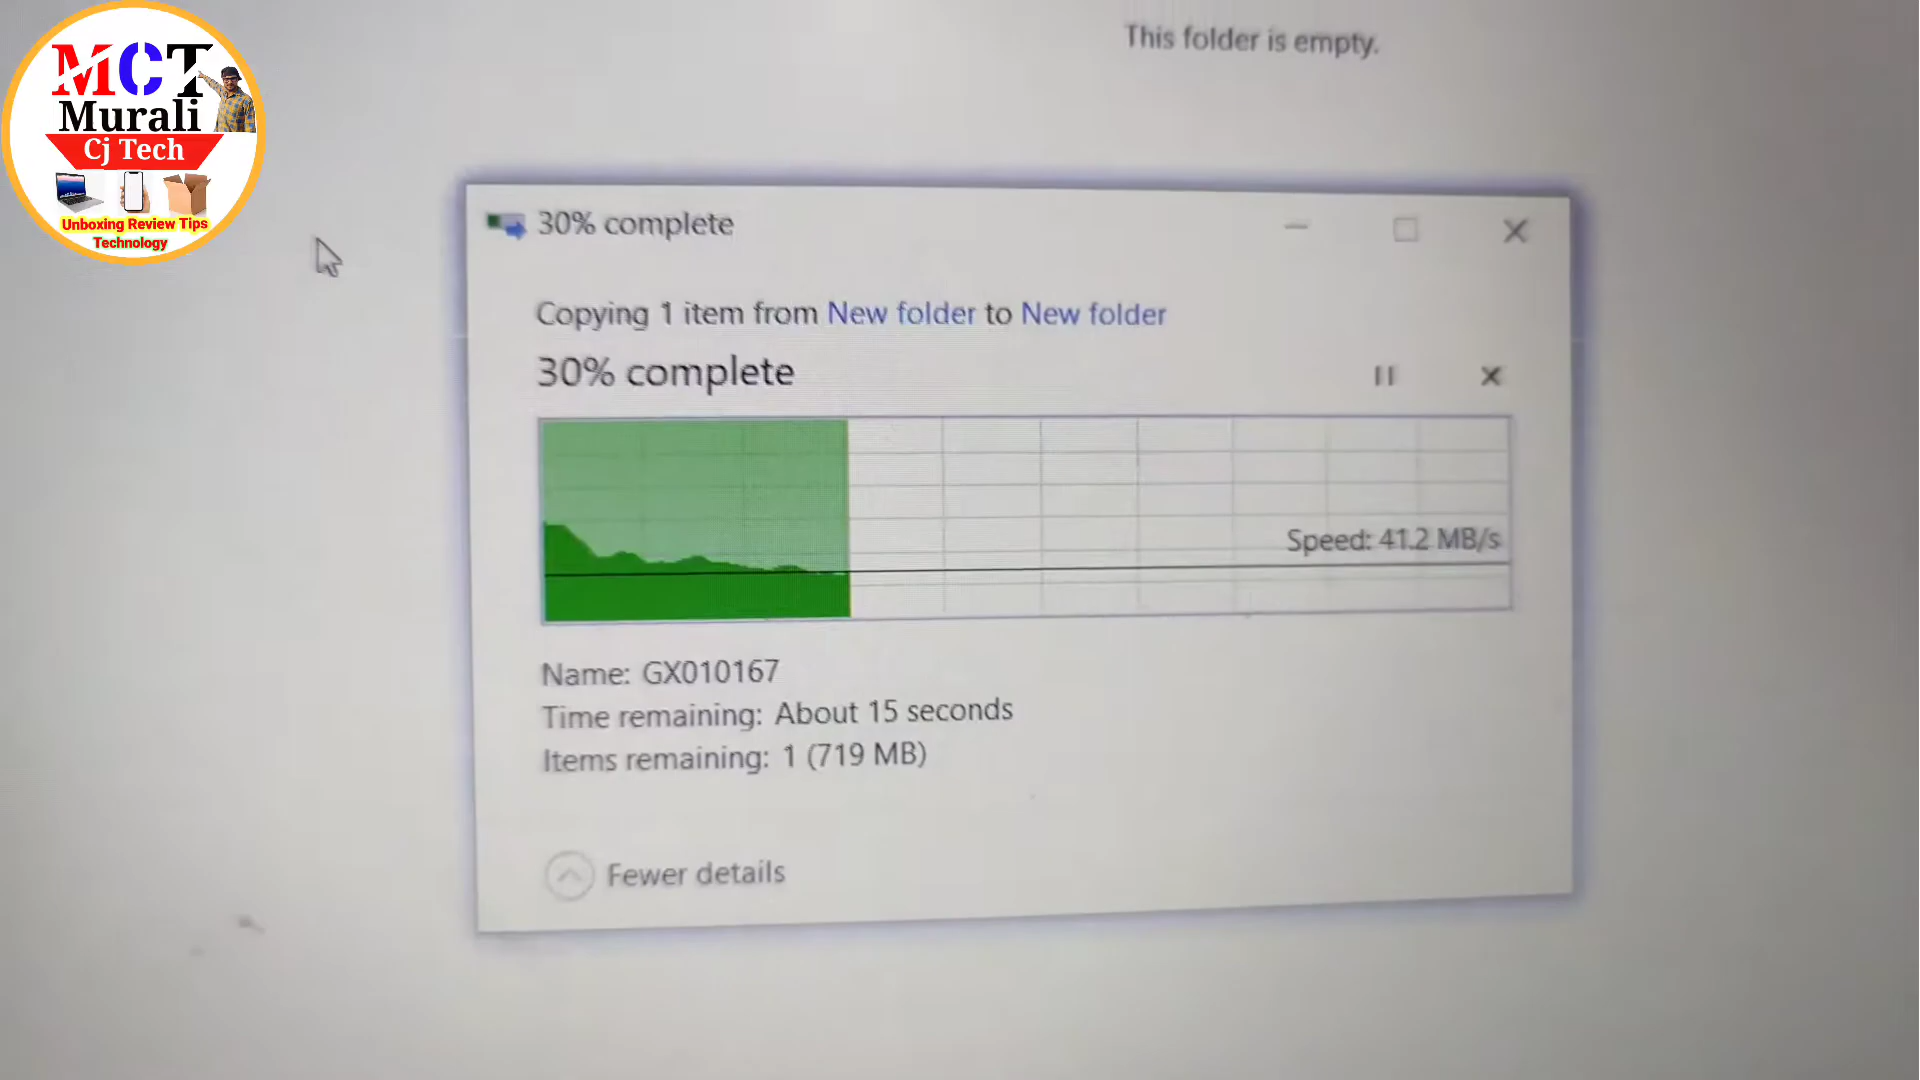 MCT
Murali
Cj Tech
Unboxing Review Tips
Technology
This folder is empty.
30% complete
Copying 1 item from New folder to New folder
30% complete
Speed: 41.2 MB/s
Name: GX010167
Time remaining: About 15 seconds
Items remaining: 1 (719 MB)
Fewer details